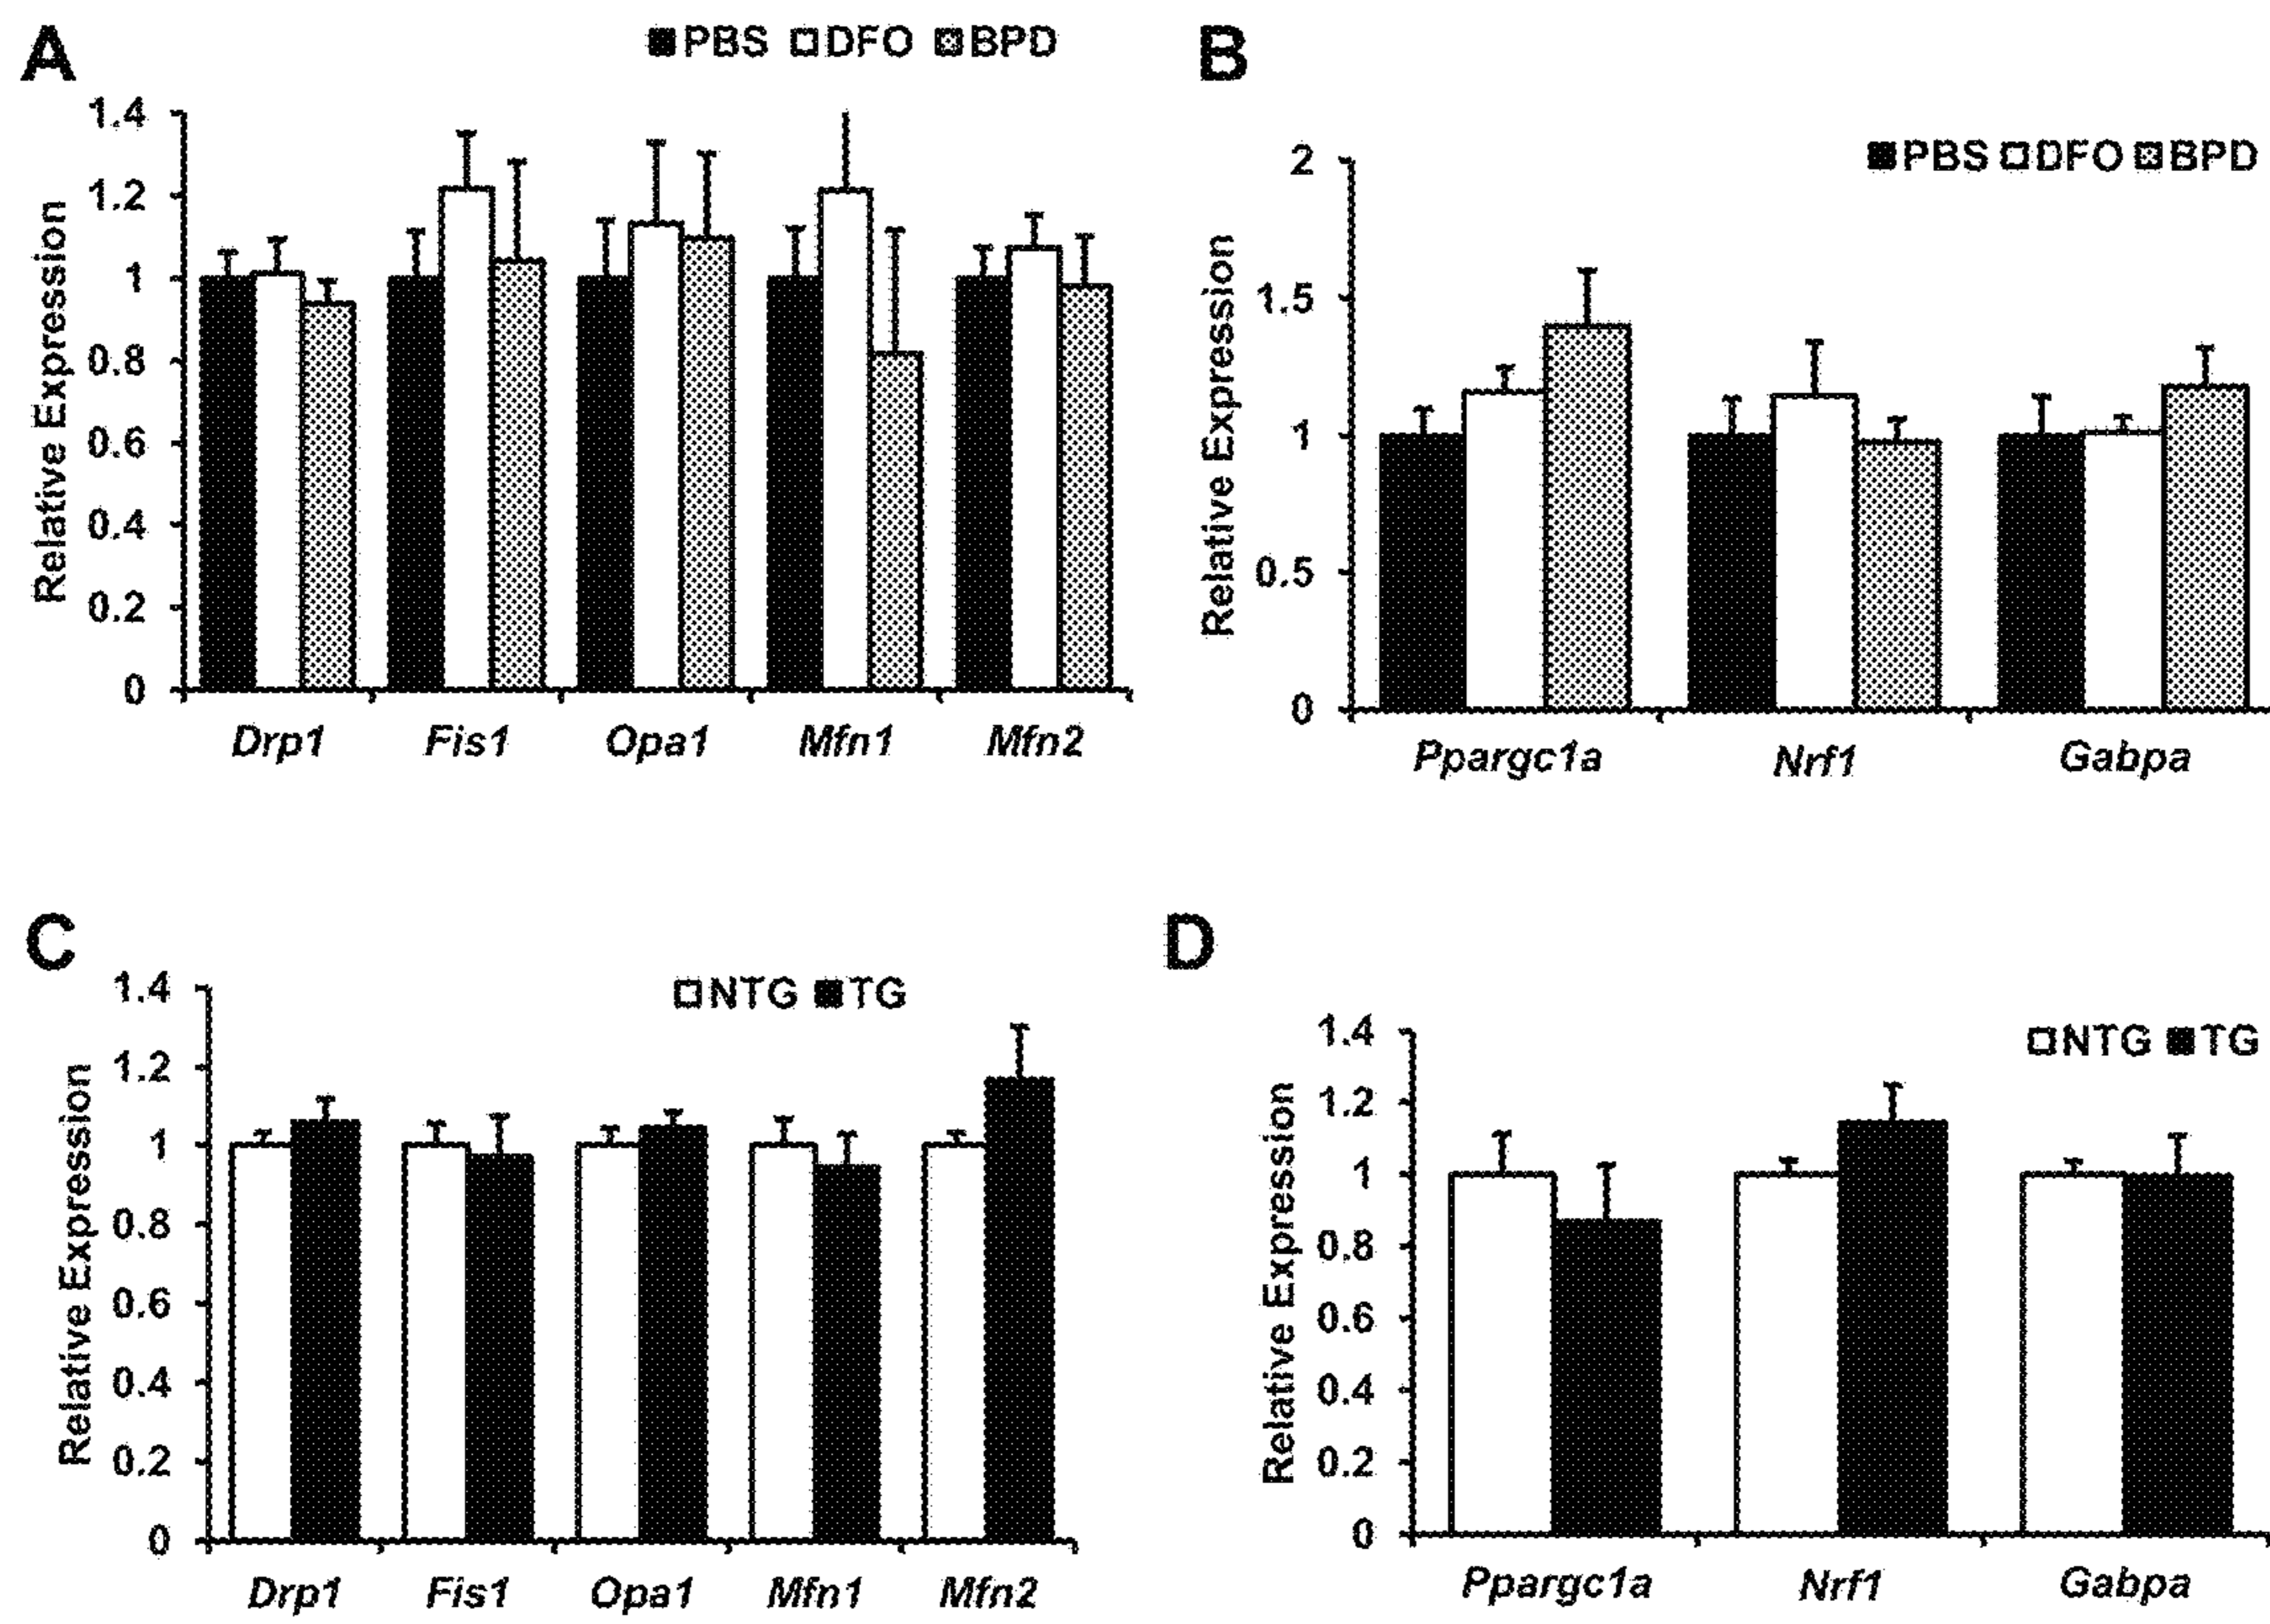 A
PBS DFO BPD
Relative Expression
1.4
1.2
1
0.8
0.6
0.4
0.2
0
Drp1 Fis1 Opa1 Mfn1 Mfn2
B
PBS DFO BPD
Relative Expression
2
1.5
1
0.5
0
Ppargc1a Nrf1 Gabpa
C
NTG TG
Relative Expression
1.4
1.2
1
0.8
0.6
0.4
0.2
0
Drp1 Fis1 Opa1 Mfn1 Mfn2
D
NTG TG
Relative Expression
1.4
1.2
1
0.8
0.6
0.4
0.2
0
Ppargc1a Nrf1 Gabpa